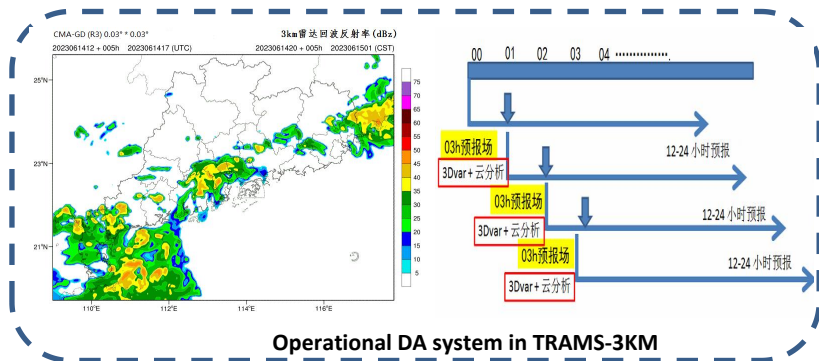 CMA-GD (R3) 0.03° * 0.03°
3km雷达回波反射率(dBz)
2023061412 + 005h 2023061417 (UTC)
2023061420 + 005h 2023061501 (CST)
25°N
23°N
21°N
110°E
112°E
114°E
116°E
75
70
65
60
55
50
45
40
35
30
25
20
15
10
5
00 01 02 03 04 ................
03h预报场
3Dvar+云分析
12-24 小时预报
03h预报场
3Dvar+云分析
12-24 小时预报
03h预报场
3Dvar+云分析
12-24 小时预报
Operational DA system in TRAMS-3KM